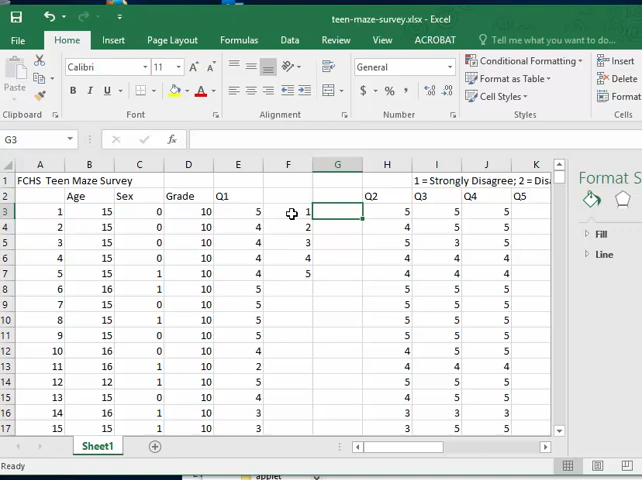 teen-maze-survey.xlsx - Excel
File Home Insert Page Layout Formulas Data Review View ACROBAT Tell me what you want to do
Calibri 11 A A General Conditional Formatting Insert
Paste B I U A $ % , Format as Table Delete
Cell Styles Format
Clipboard Font Alignment Number Styles Cells
G3 fx
A B C D E F G H I J K
1 FCHS Teen Maze Survey 1 = Strongly Disagree; 2 = Disa
2 Age Sex Grade Q1 Q2 Q3 Q4 Q5
3 1 15 0 10 5 1 5 5 5
4 2 15 0 10 4 2 4 5 5
5 3 15 0 10 4 3 5 3 5
6 4 15 0 10 4 4 4 4 4
7 5 15 1 10 4 5 4 4 4
8 6 16 1 10 5 5 5 5
9 7 15 0 10 5 5 5 5
10 8 15 1 10 5 5 5 5
11 9 15 0 10 5 5 5 5
12 10 16 0 10 4 4 5 5
13 11 16 1 10 2 4 4 4
14 12 12 1 10 5 5 5 5
15 13 15 0 10 4 4 5 5
16 14 16 1 10 3 3 3 3
17 15 15 1 10 3 3 5 5
Format S
Fill
Line
Sheet1
Ready
applet